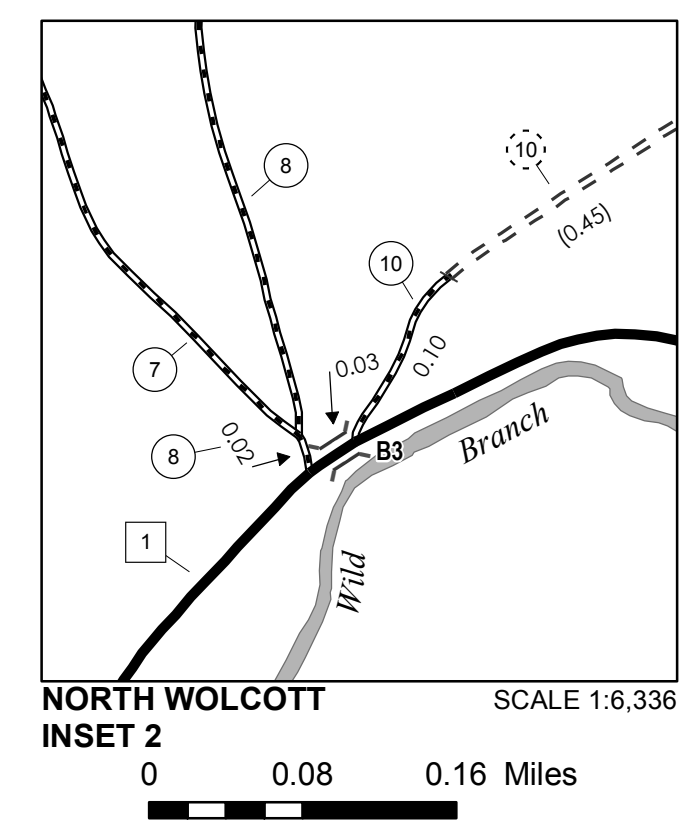 8
10
(0.45)
10
0.03
0.10
7
8
0.02
B3
Branch
1
Wild
NORTH WOLCOTT
INSET 2
SCALE 1:6,336
0 0.08 0.16 Miles